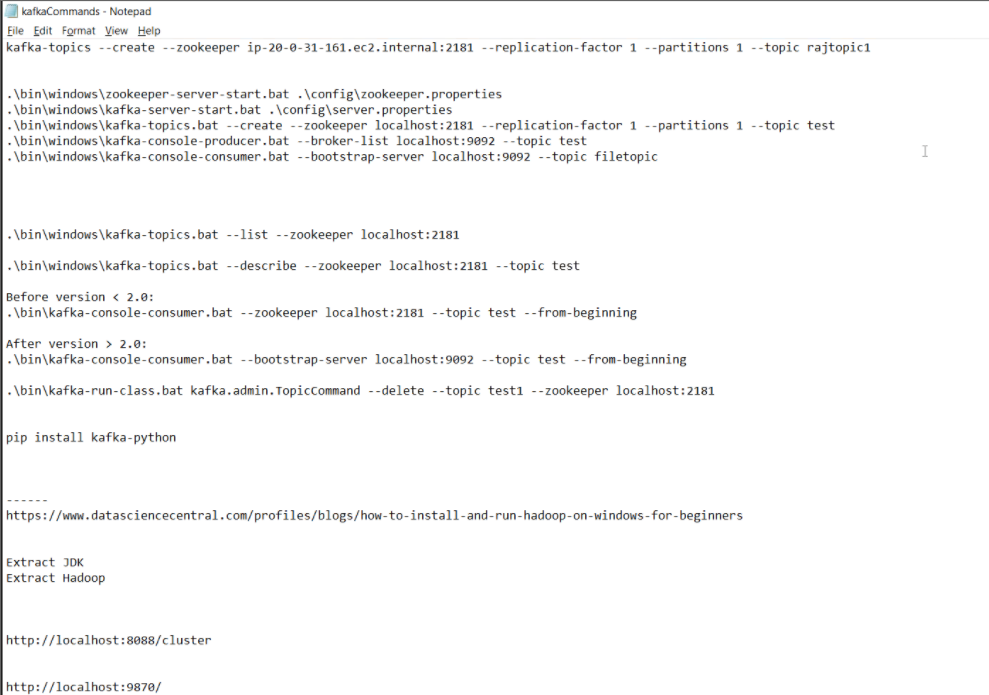 kafkaCommands - Notepad
File Edit Format View Help
kafka-topics --create --zookeeper ip-20-0-31-161.ec2.internal:2181 --replication-factor 1 --partitions 1 --topic rajtopic1
.\bin\windows\zookeeper-server-start.bat .\config\zookeeper.properties
.\bin\windows\kafka-server-start.bat .\config\server.properties
.\bin\windows\kafka-topics.bat --create --zookeeper localhost:2181 --replication-factor 1 --partitions 1 --topic test
.\bin\windows\kafka-console-producer.bat --broker-list localhost:9092 --topic test
.\bin\windows\kafka-console-consumer.bat --bootstrap-server localhost:9092 --topic filetopic
.\bin\windows\kafka-topics.bat --list --zookeeper localhost:2181
.\bin\windows\kafka-topics.bat --describe --zookeeper localhost:2181 --topic test
Before version < 2.0:
.\bin\kafka-console-consumer.bat --zookeeper localhost:2181 --topic test --from-beginning
After version > 2.0:
.\bin\kafka-console-consumer.bat --bootstrap-server localhost:9092 --topic test --from-beginning
.\bin\kafka-run-class.bat kafka.admin.TopicCommand --delete --topic test1 --zookeeper localhost:2181
pip install kafka-python
------
https://www.datasciencecentral.com/profiles/blogs/how-to-install-and-run-hadoop-on-windows-for-beginners
Extract JDK
Extract Hadoop
http://localhost:8088/cluster
http://localhost:9870/